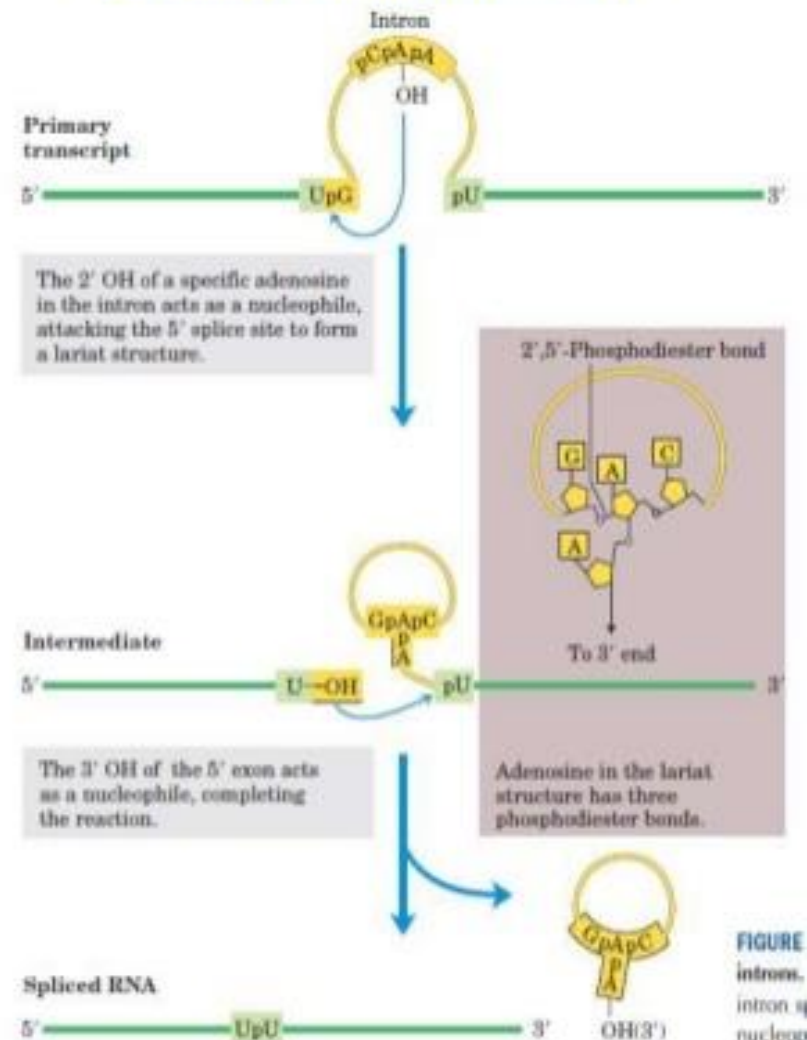 Intron
pCpApA
OH
Primary
transcript
5′
UpG
pU
3′
The 2′ OH of a specific adenosine
in the intron acts as a nucleophile,
attacking the 5′ splice site to form
a lariat structure.
2′,5′-Phosphodiester bond
G
A
C
A
To 3′ end
GpApC
p
A
Intermediate
5′
U
OH
pU
3′
The 3′ OH of the 5′ exon acts
as a nucleophile, completing
the reaction.
Adenosine in the lariat
structure has three
phosphodiester bonds.
GpApC
p
A
OH(3′)
Spliced RNA
5′
UpU
3′
FIGURE
introns.
intron